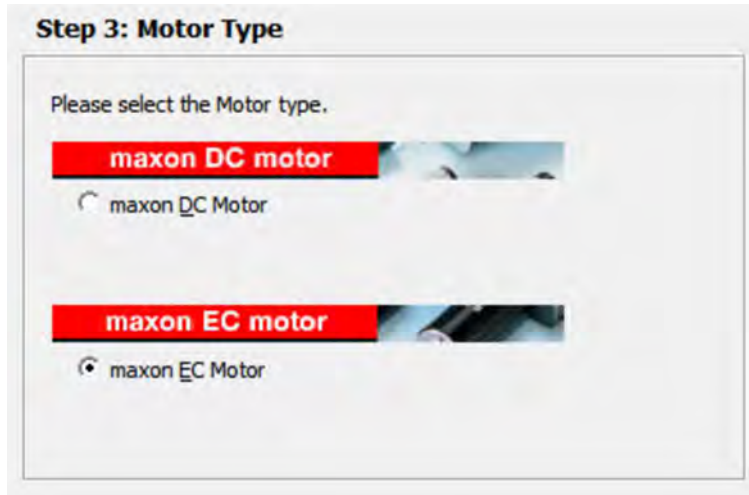 Step 3: Motor Type
Please select the Motor type.
maxon DC motor
maxon DC Motor
maxon EC motor
maxon EC Motor